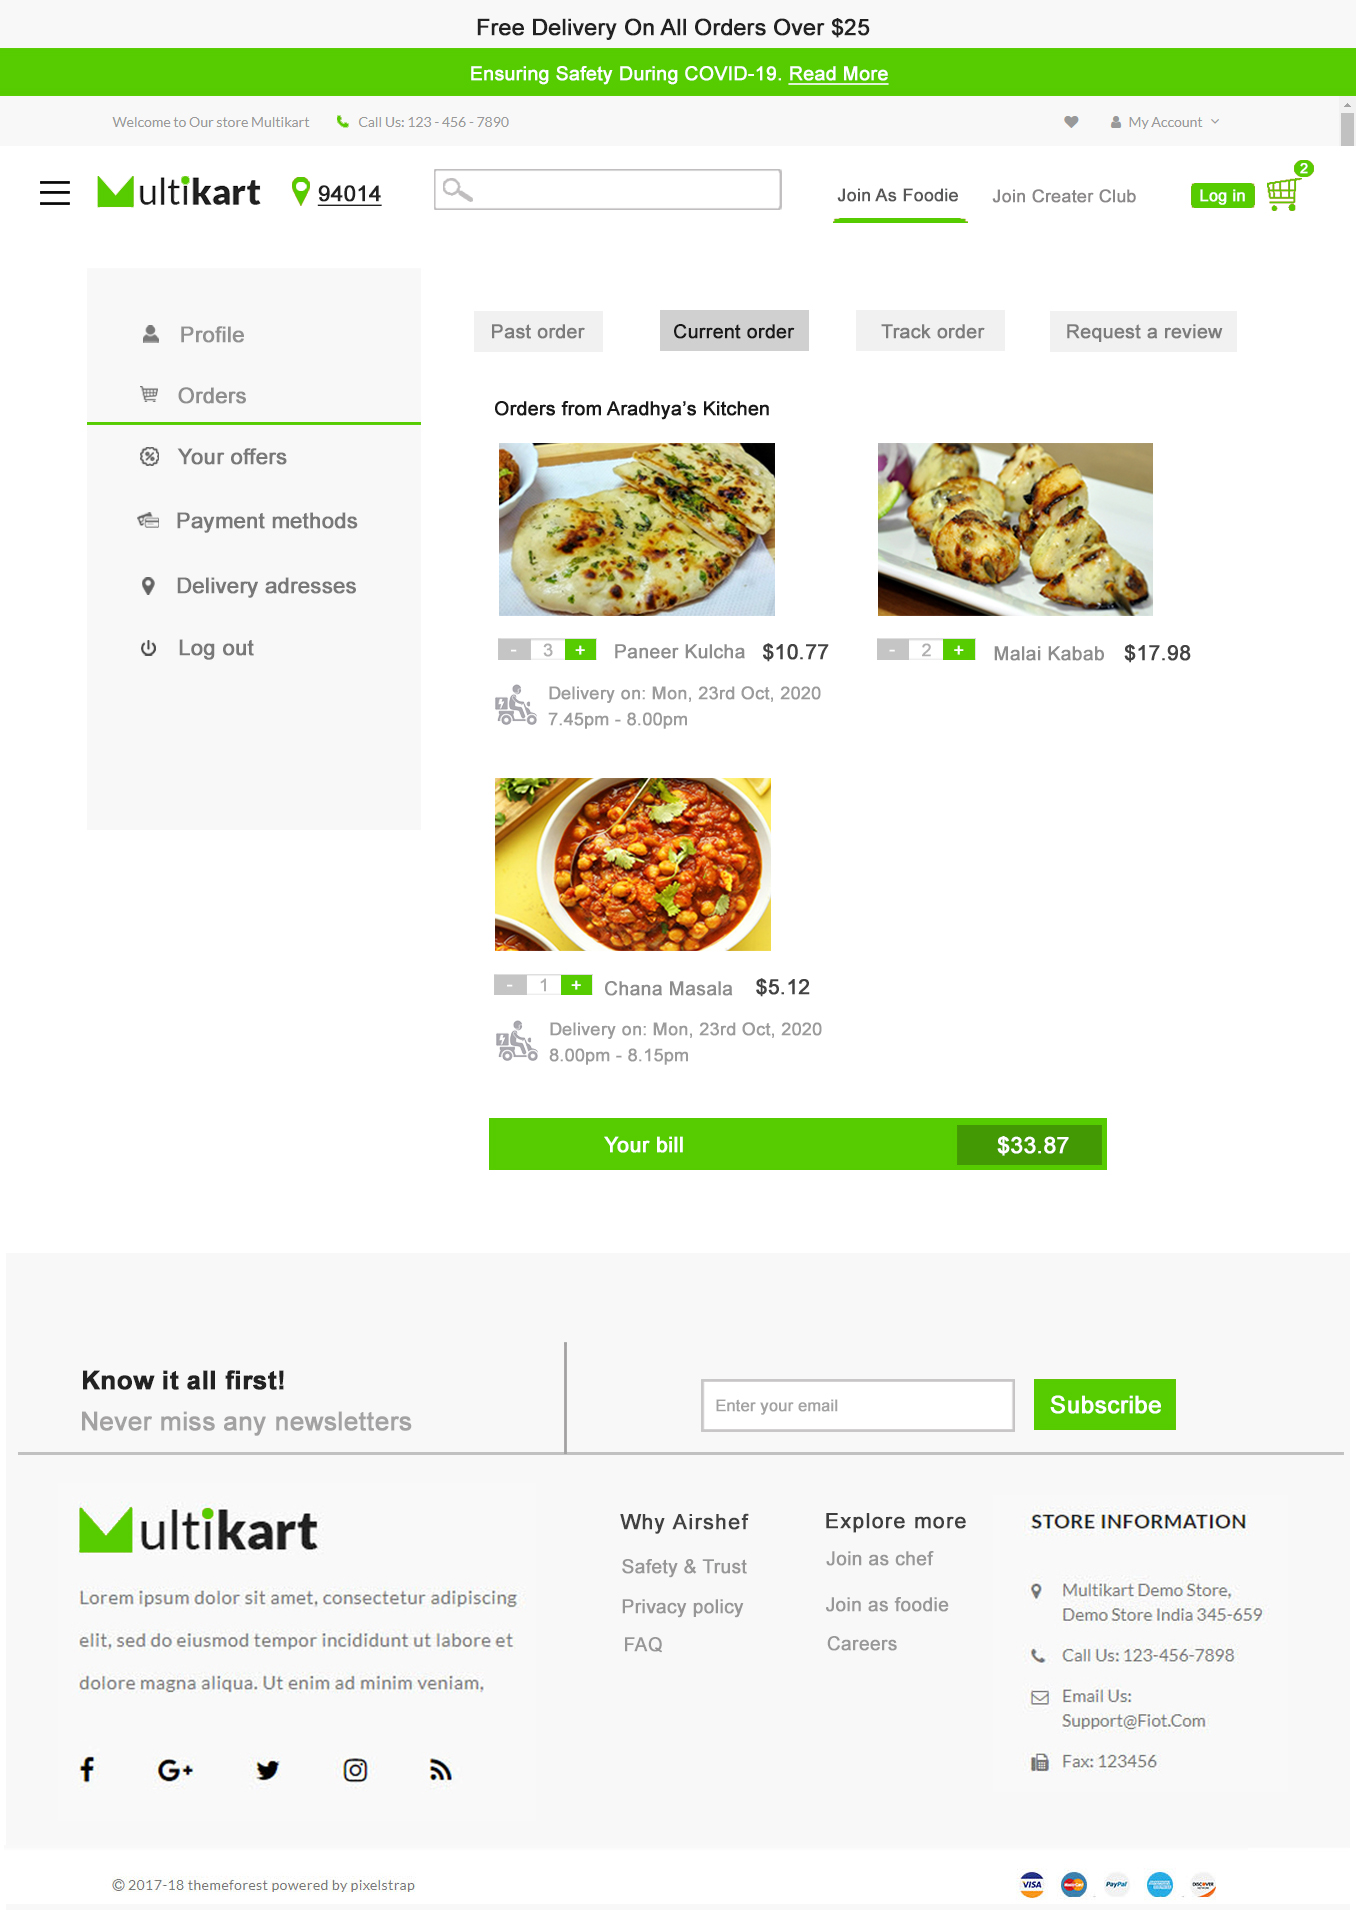 Free Delivery On All Orders Over $25
Ensuring Safety During COVID-19. Read More
Welcome to Our store Multikart Call Us: 123 - 456 - 7890 My Account
Multikart 94014 Join As Foodie Join Creater Club Log in 2
Profile
Orders
Your offers
Payment methods
Delivery adresses
Log out
Past order Current order Track order Request a review
Orders from Aradhya's Kitchen
- 3 + Paneer Kulcha $10.77
Delivery on: Mon, 23rd Oct, 2020
7.45pm - 8.00pm
- 2 + Malai Kabab $17.98
- 1 + Chana Masala $5.12
Delivery on: Mon, 23rd Oct, 2020
8.00pm - 8.15pm
Your bill $33.87
Know it all first!
Never miss any newsletters
Enter your email Subscribe
Multikart
Lorem ipsum dolor sit amet, consectetur adipiscing
elit, sed do eiusmod tempor incididunt ut labore et
dolore magna aliqua. Ut enim ad minim veniam,
G+
Why Airshef
Safety & Trust
Privacy policy
FAQ
Explore more
Join as chef
Join as foodie
Careers
STORE INFORMATION
Multikart Demo Store,
Demo Store India 345-659
Call Us: 123-456-7898
Email Us:
Support@Fiot.Com
Fax: 123456
© 2017-18 themeforest powered by pixelstrap
VISA MasterCard PayPal DISCOVER